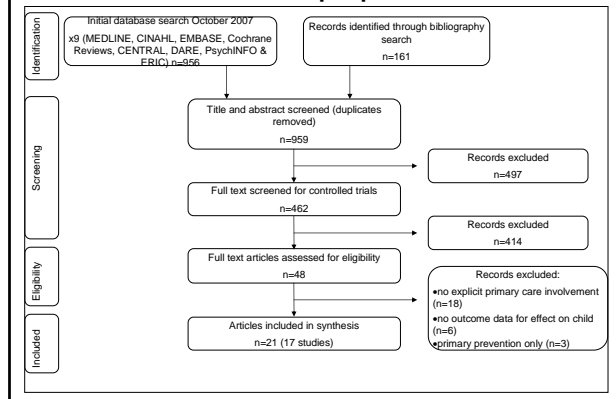 Identification
Initial database search October 2007
x9 (MEDLINE, CINAHL, EMBASE, Cochrane
Reviews, CENTRAL, DARE, PsychINFO &
ERIC) n=956
Records identified through bibliography
search
n=161
Screening
Title and abstract screened (duplicates
removed)
n=959
Records excluded
n=497
Full text screened for controlled trials
n=462
Records excluded
n=414
Eligibility
Full text articles assessed for eligibility
n=48
Records excluded:
•no explicit primary care involvement
(n=18)
•no outcome data for effect on child
(n=6)
•primary prevention only (n=3)
Included
Articles included in synthesis
n=21 (17 studies)